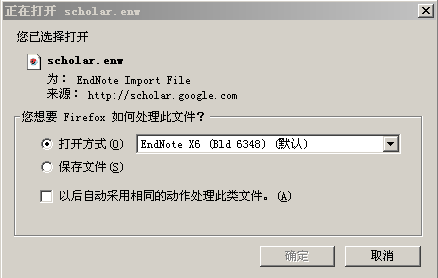 正在打开 scholar.enw
您已选择打开
scholar.enw
为： EndNote Import File
来源： http://scholar.google.com
您想要 Firefox 如何处理此文件？
打开方式(O) EndNote X6 (Bld 6348) (默认)
保存文件(S)
以后自动采用相同的动作处理此类文件。(A)
确定 取消